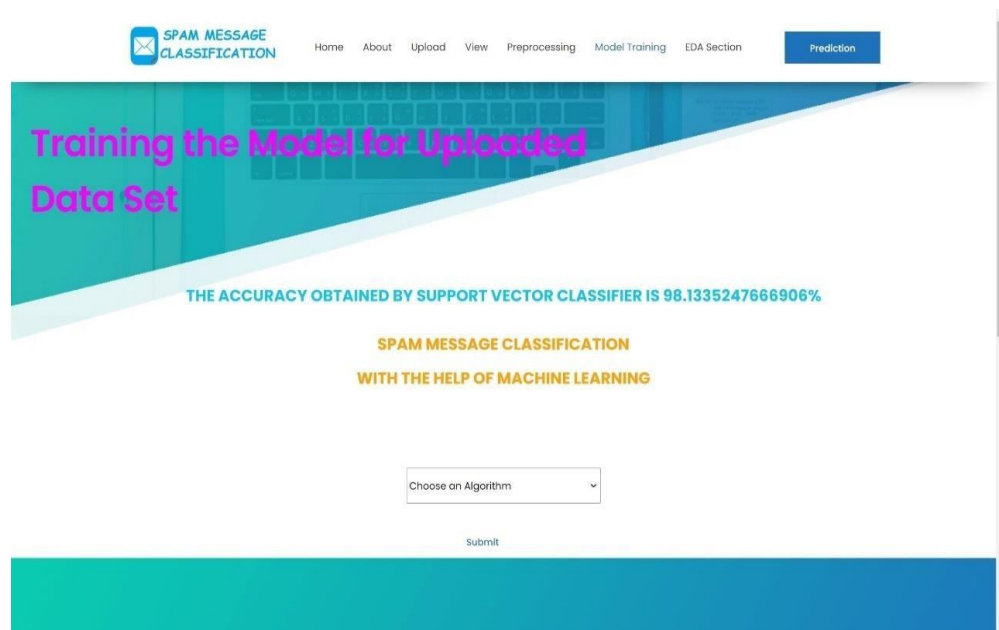 SPAM MESSAGE
CLASSIFICATION
Home About Upload View Preprocessing Model Training EDA Section Prediction
Training the Model for Uploaded
Data Set
THE ACCURACY OBTAINED BY SUPPORT VECTOR CLASSIFIER IS 98.1335247666906%
SPAM MESSAGE CLASSIFICATION
WITH THE HELP OF MACHINE LEARNING
Choose an Algorithm
Submit